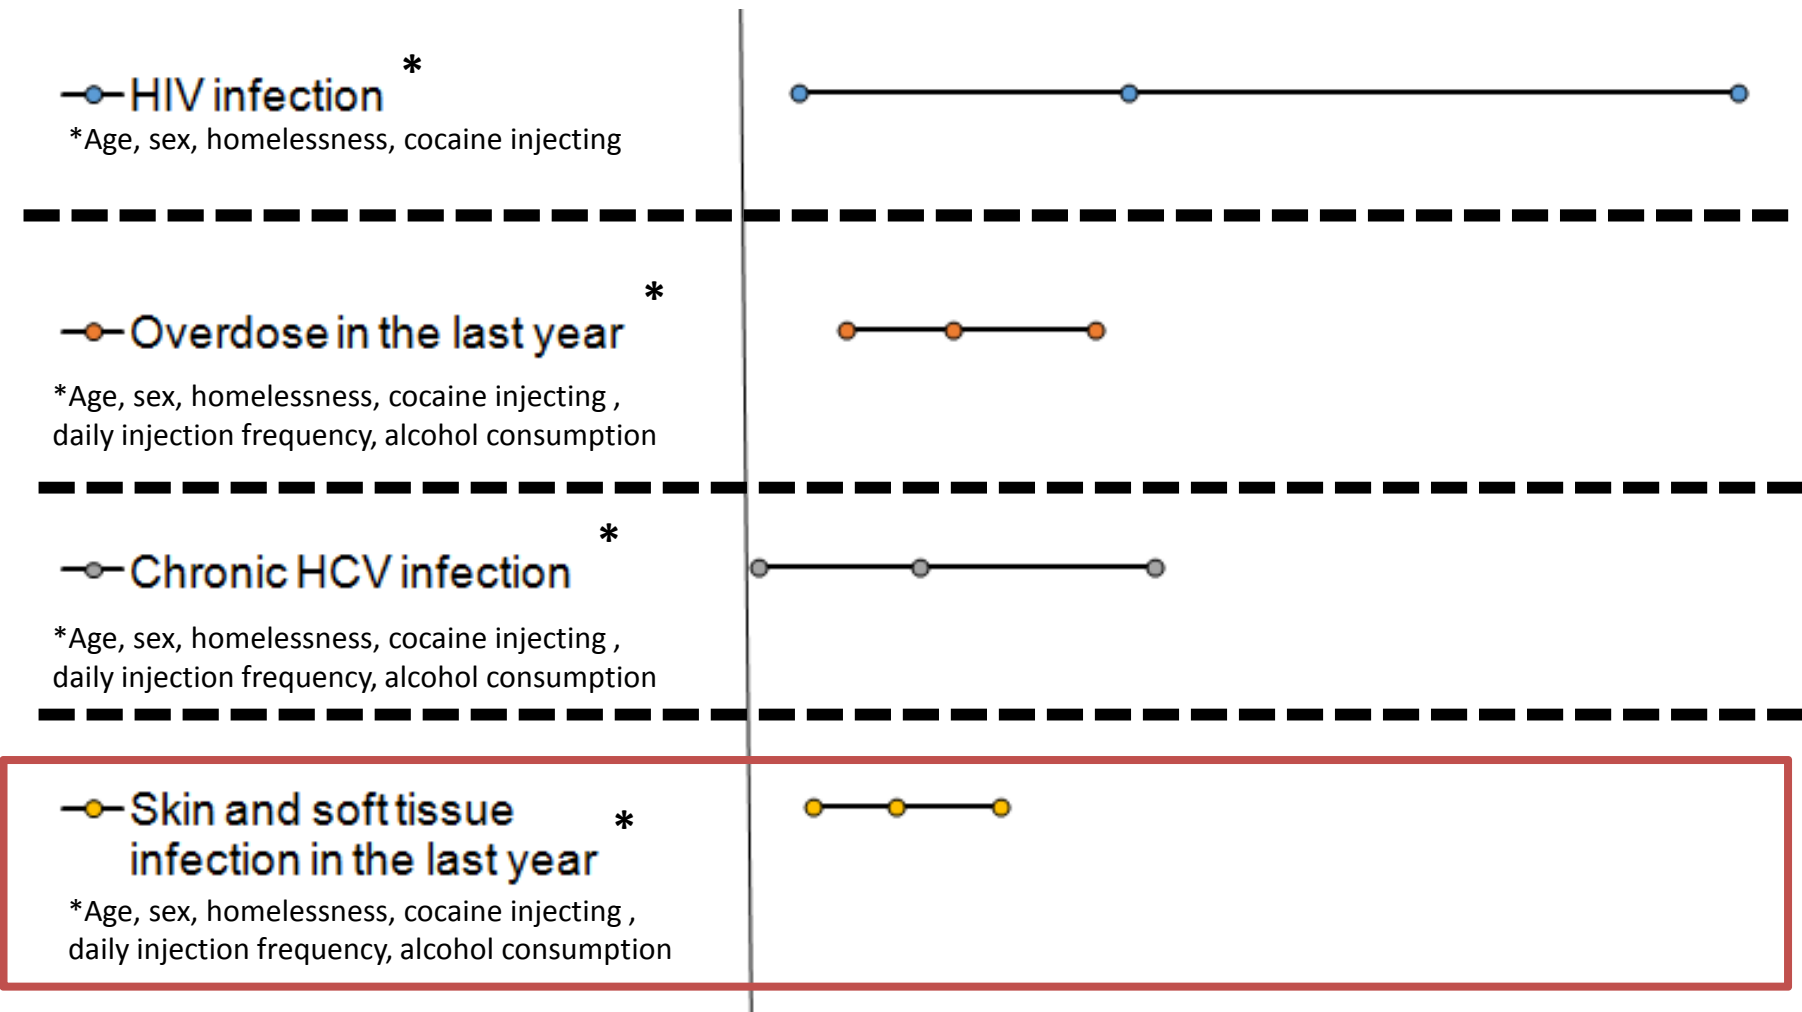 HIV infection *
*Age, sex, homelessness, cocaine injecting
Overdose in the last year *
*Age, sex, homelessness, cocaine injecting ,
daily injection frequency, alcohol consumption
Chronic HCV infection *
*Age, sex, homelessness, cocaine injecting ,
daily injection frequency, alcohol consumption
Skin and soft tissue
infection in the last year *
*Age, sex, homelessness, cocaine injecting ,
daily injection frequency, alcohol consumption